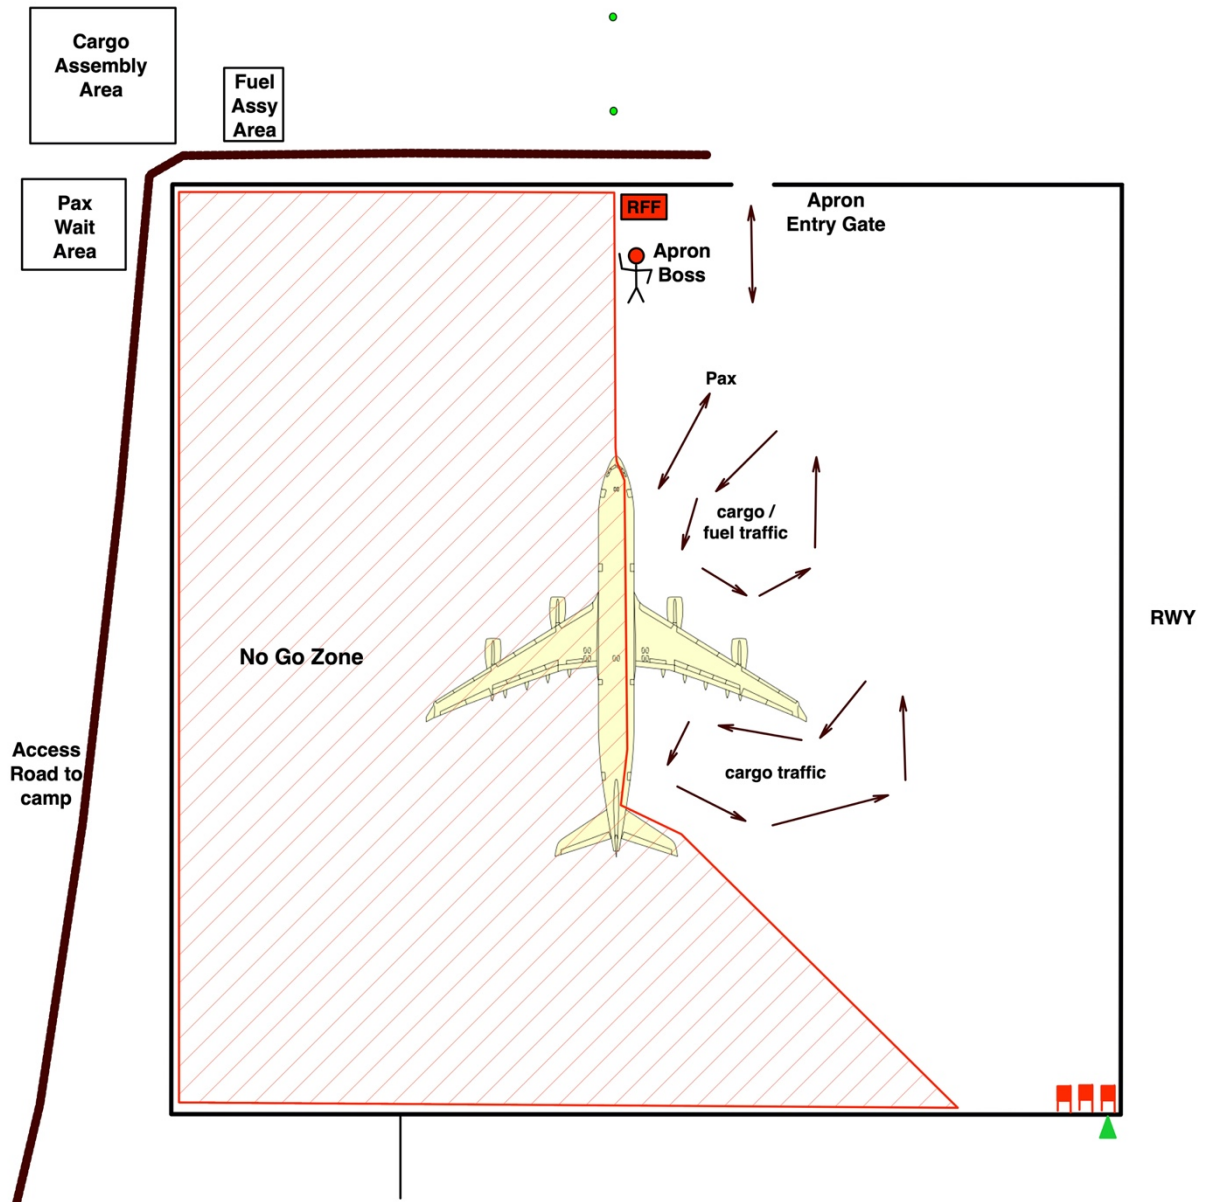 Cargo
Assembly
Area
Fuel
Assy
Area
Pax
Wait
Area
RFF
Apron
Entry Gate
Apron
Boss
Pax
cargo /
fuel traffic
RWY
No Go Zone
Access
Road to
camp
cargo traffic